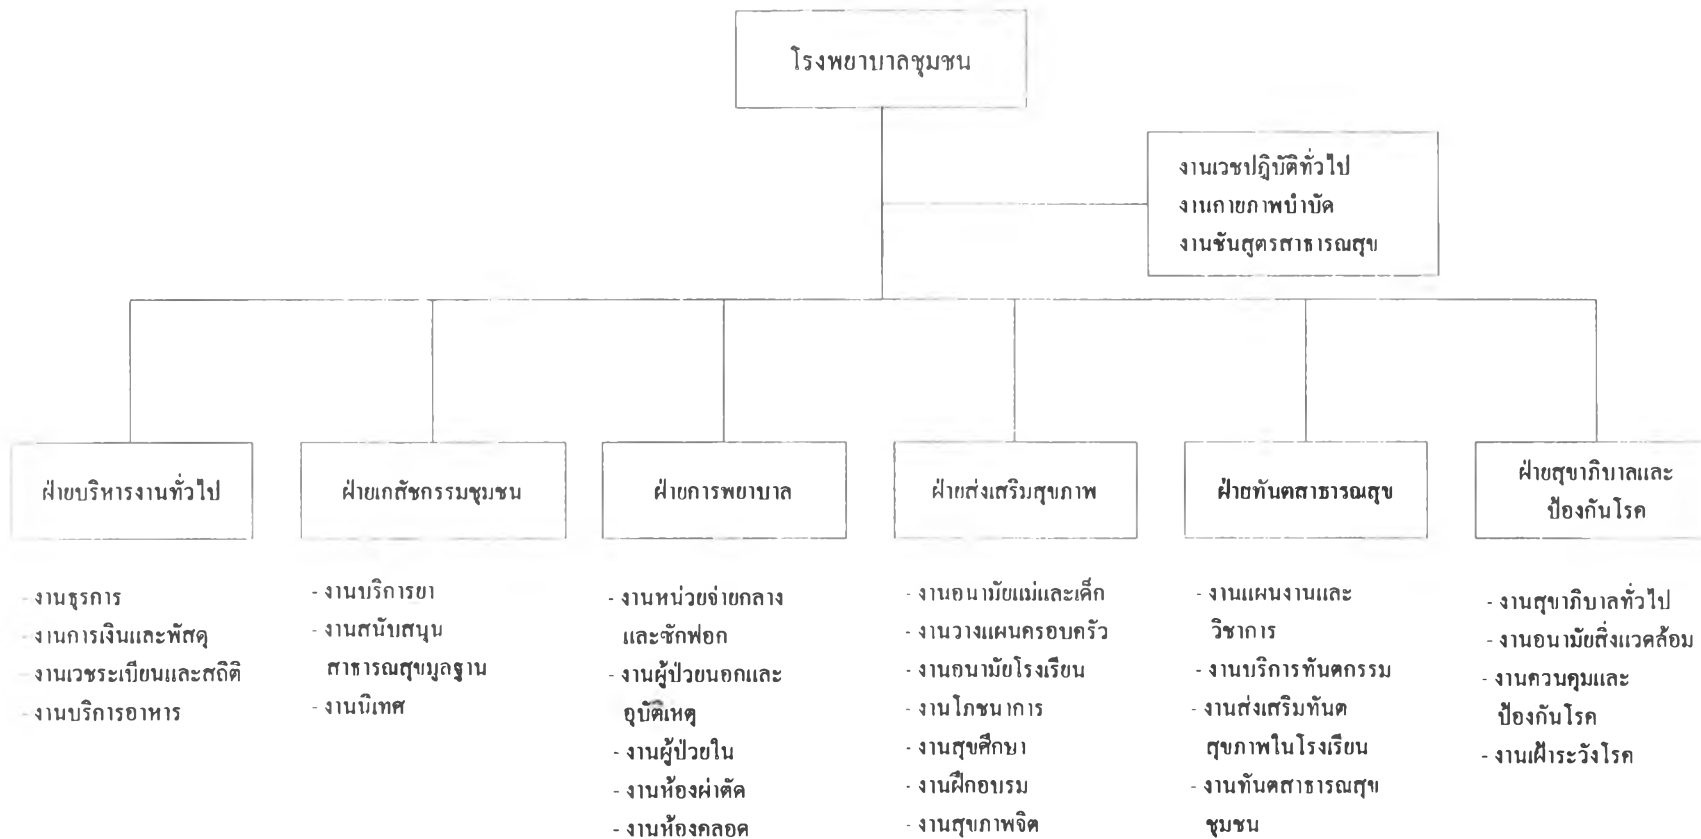 โรงพยาบาลชุมชน
งานเวชปฎิบัติทั่วไป
งานกายภาพบำบัด
งานชันสูตรสาธารณสุข
ฝ่ายบริหารงานทั่วไป
- งานธุรการ
- งานการเงินและพัสดุ
- งานเวชระเบียนและสถิติ
- งานบริการอาหาร
ฝ่ายเภสัชกรรมชุมชน
- งานบริการยา
- งานสนับสนุน
สาธารณสุขมูลฐาน
- งานนิเทศ
ฝ่ายการพยาบาล
- งานหน่วยจ่ายกลาง
และซักฟอก
- งานผู้ป่วยนอกและ
อุบัติเหตุ
- งานผู้ป่วยใน
- งานห้องผ่าตัด
- งานห้องคลอด
ฝ่ายส่งเสริมสุขภาพ
- งานอนามัยแม่และเด็ก
- งานวางแผนครอบครัว
- งานอนามัยโรงเรียน
- งานโภชนาการ
- งานสุขศึกษา
- งานฝึกอบรม
- งานสุขภาพจิต
ฝ่ายทันตสาธารณสุข
- งานแผนงานและ
วิชาการ
- งานบริการทันตกรรม
- งานส่งเสริมทันต
สุขภาพในโรงเรียน
- งานทันตสาธารณสุข
ชุมชน
ฝ่ายสุขาภิบาลและ
ป้องกันโรค
- งานสุขาภิบาลทั่วไป
- งานอนามัยสิ่งแวดล้อม
- งานควบคุมและ
ป้องกันโรค
- งานเฝ้าระวังโรค